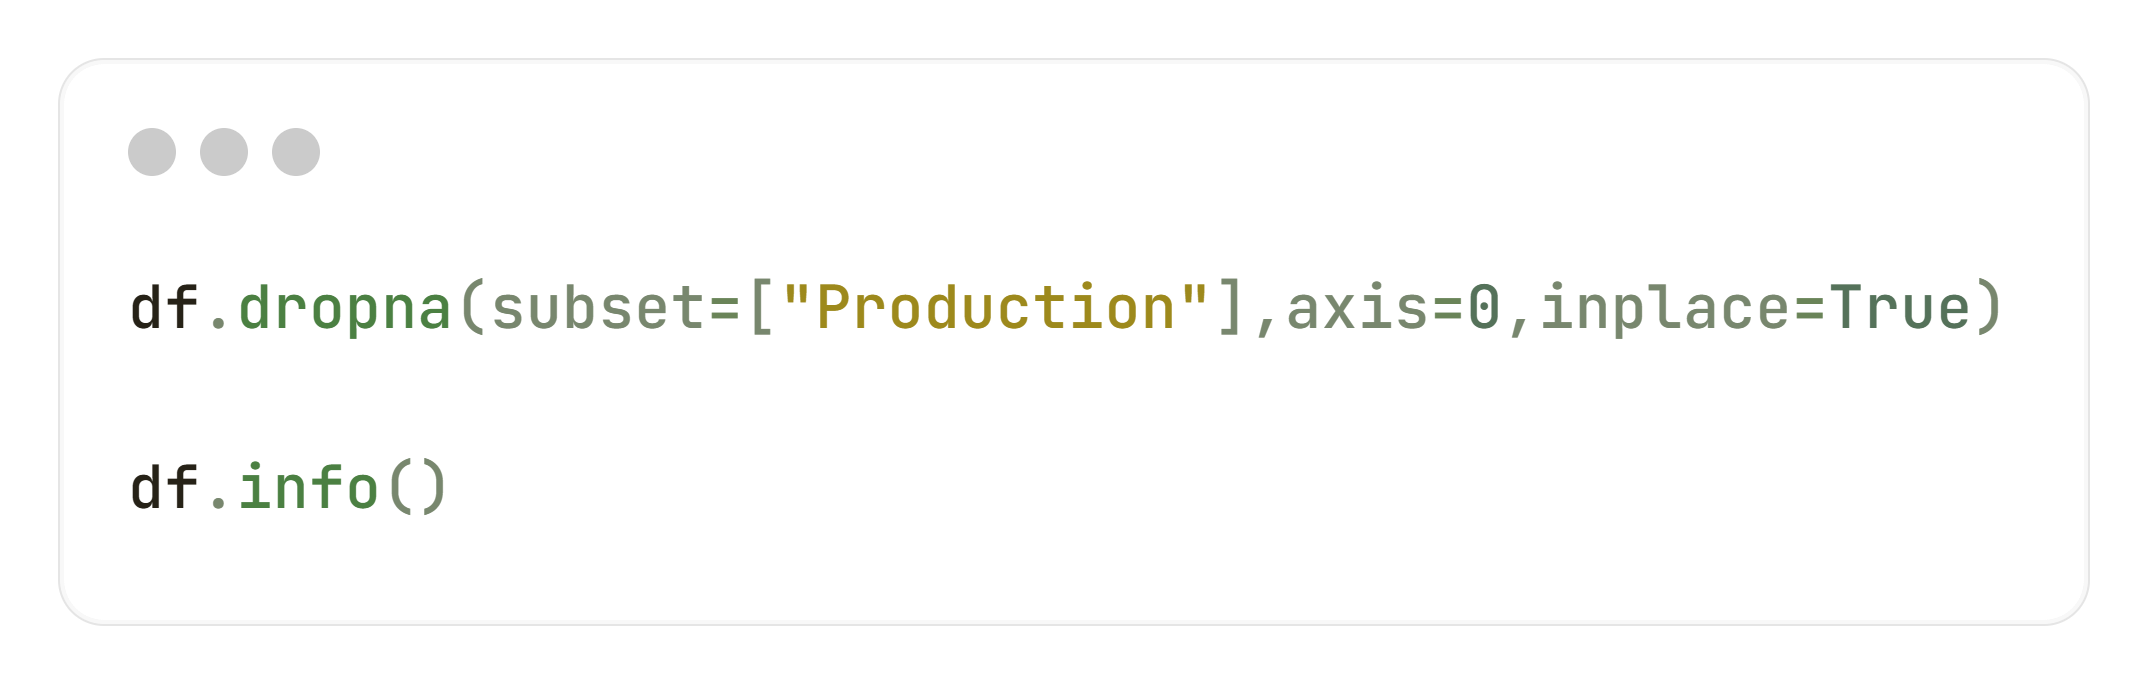 df.dropna(subset=["Production"],axis=0,inplace=True)
df.info()